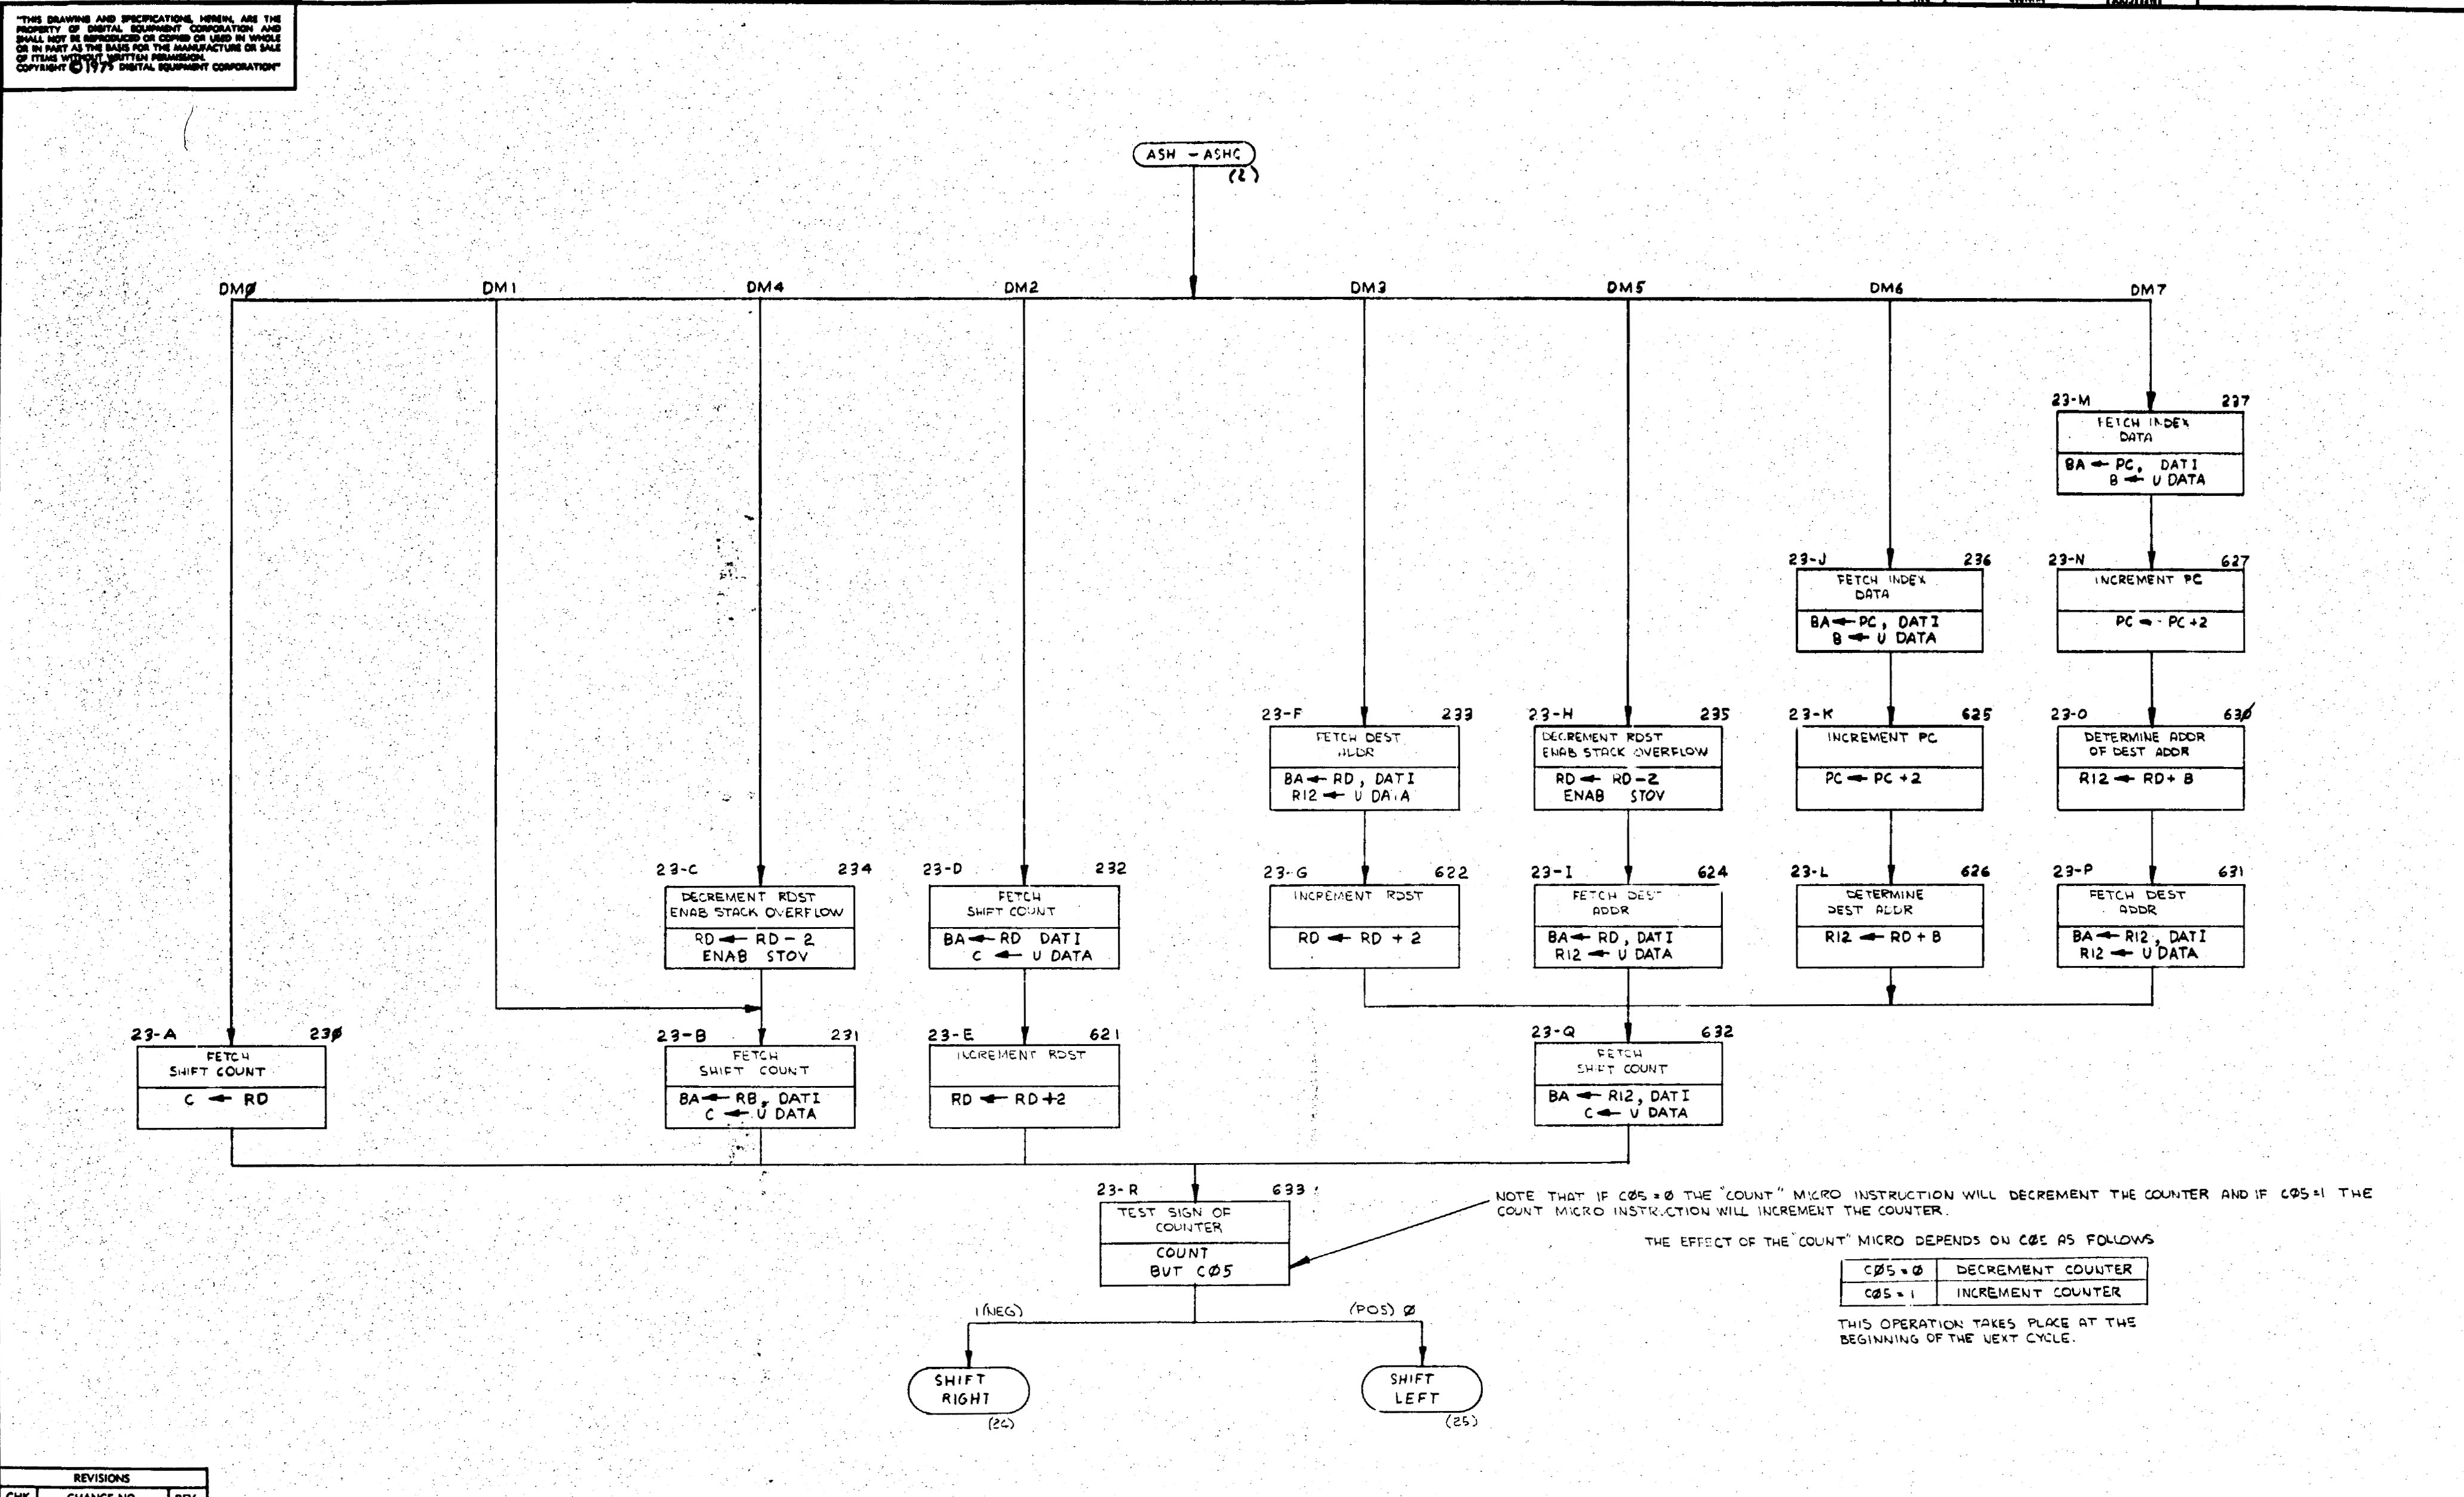 "THIS DRAWING AND SPECIFICATIONS, HEREIN, ARE THE
PROPERTY OF DIGITAL EQUIPMENT CORPORATION AND
SHALL NOT BE REPRODUCED OR COPIED OR USED IN WHOLE
OR IN PART AS THE BASIS FOR THE MANUFACTURE OR SALE
OF ITEMS WITHOUT WRITTEN PERMISSION.
COPYRIGHT © 1975 DIGITAL EQUIPMENT CORPORATION"
ASH - ASHC
(2)
DMØ DM1 DM4 DM2 DM3 DM5 DM6 DM7
23-M 237
FETCH INDEX
DATA
BA ← PC, DATI
B ← U DATA
23-J 236
FETCH INDEX
DATA
BA ← PC, DATI
B ← U DATA
23-N 627
INCREMENT PC
PC ← PC +2
23-F 233
FETCH DEST
ADDR
BA ← RD, DATI
R12 ← U DATA
23-H 235
DECREMENT RDST
ENAB STACK OVERFLOW
RD ← RD-2
ENAB STOV
23-K 625
INCREMENT PC
PC ← PC +2
23-O 63Ø
DETERMINE ADDR
OF DEST ADDR
R12 ← RD+ B
23-C 234
DECREMENT RDST
ENAB STACK OVERFLOW
RD ← RD - 2
ENAB STOV
23-D 232
FETCH
SHIFT COUNT
BA ← RD DATI
C ← U DATA
23-G 622
INCREMENT RDST
RD ← RD + 2
23-I 624
FETCH DEST
ADDR
BA ← RD, DATI
R12 ← U DATA
23-L 626
DETERMINE
DEST ADDR
R12 ← RD + B
23-P 631
FETCH DEST
ADDR
BA ← R12, DATI
R12 ← U DATA
23-A 23Ø
FETCH
SHIFT COUNT
C ← RD
23-B 231
FETCH
SHIFT COUNT
BA ← RB, DATI
C ← U DATA
23-E 621
INCREMENT RDST
RD ← RD+2
23-Q 632
FETCH
SHIFT COUNT
BA ← R12, DATI
C ← U DATA
23-R 633
TEST SIGN OF
COUNTER
COUNT
BUT CØ5
NOTE THAT IF CØ5 = Ø THE "COUNT" MICRO INSTRUCTION WILL DECREMENT THE COUNTER AND IF CØ5=1 THE
COUNT MICRO INSTRUCTION WILL INCREMENT THE COUNTER.
THE EFFECT OF THE "COUNT" MICRO DEPENDS ON CØ5 AS FOLLOWS
CØ5 = Ø DECREMENT COUNTER
CØ5 = 1 INCREMENT COUNTER
THIS OPERATION TAKES PLACE AT THE
BEGINNING OF THE NEXT CYCLE.
1(NEG) (POS) Ø
SHIFT
RIGHT
(24)
SHIFT
LEFT
(25)
REVISIONS
CHK CHANGE NO. REV.